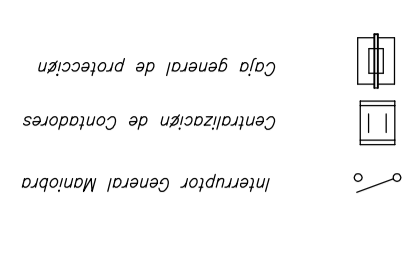 Interruptor General Maniobra
Centralizaciøn de Contadores
Caja general de protecciøn